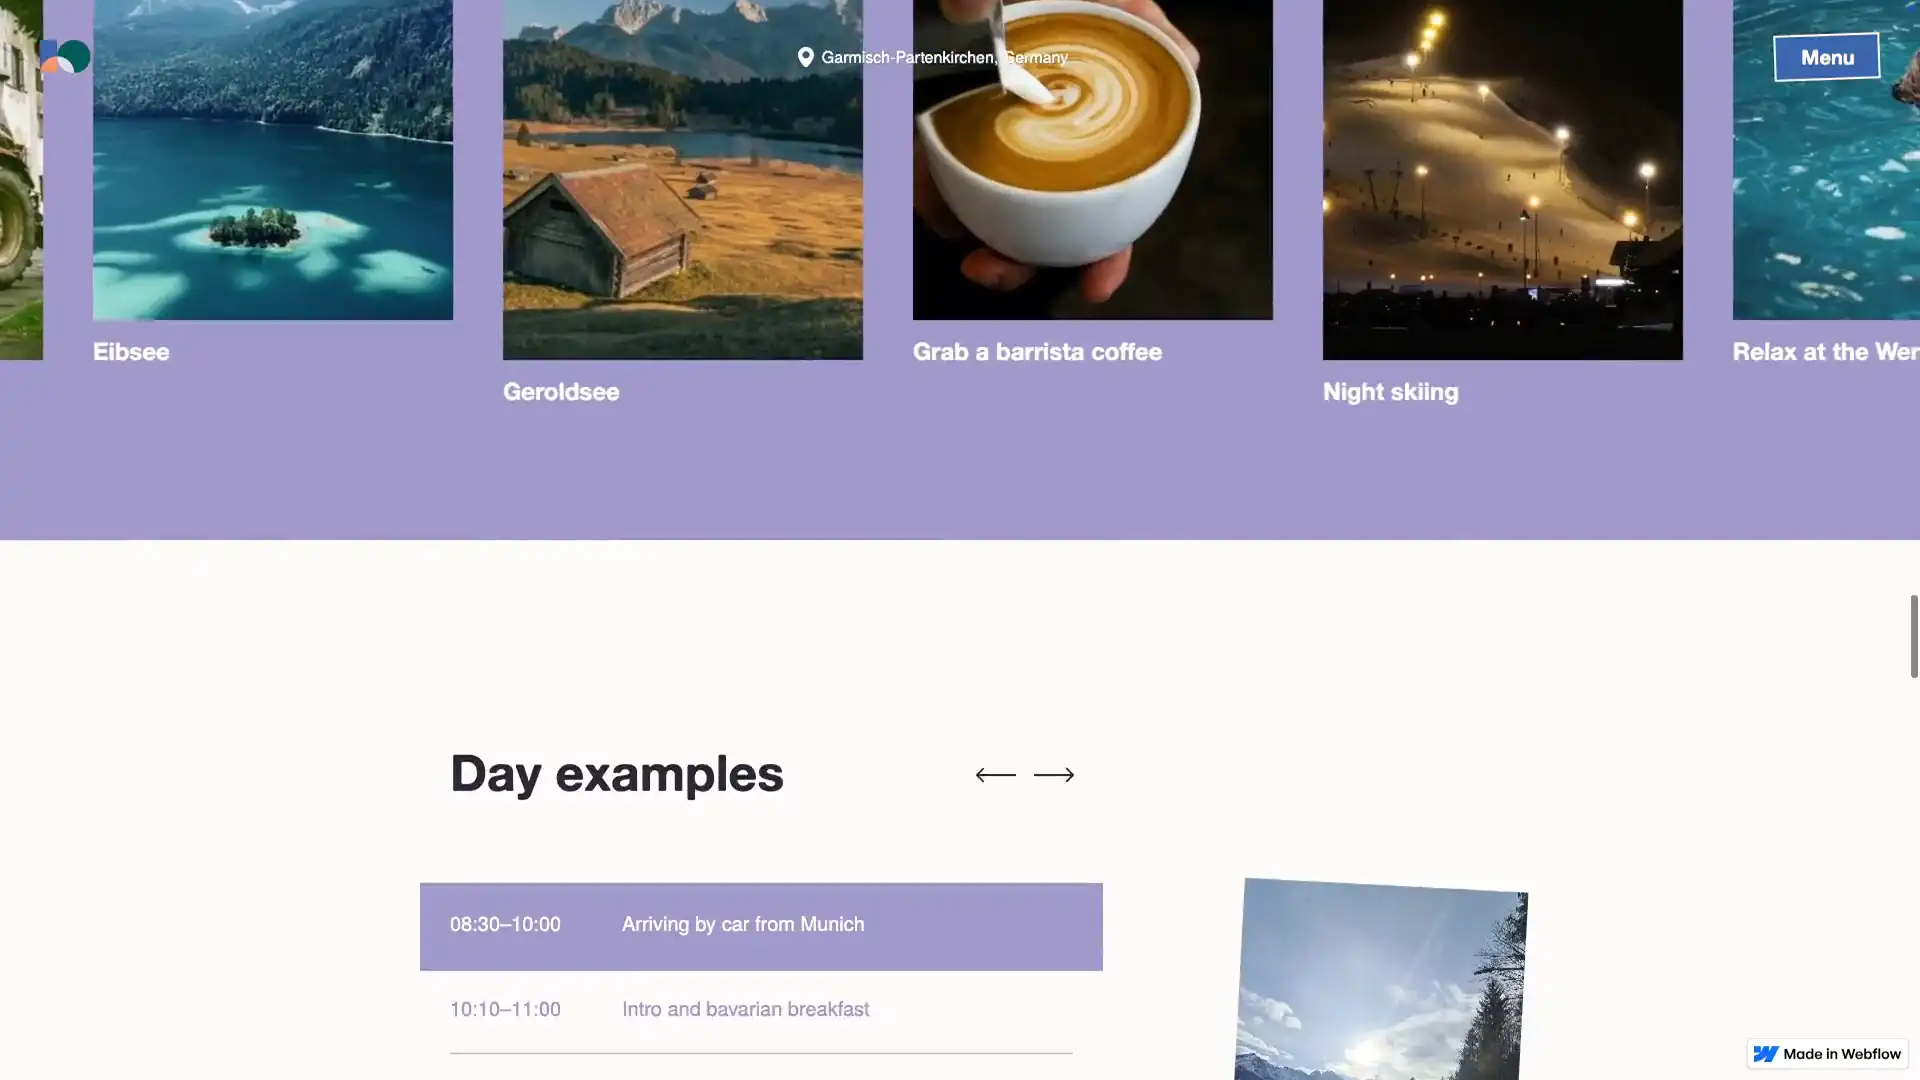 Garmisch-Partenkirchen, Germany
Menu
Eibsee
Geroldsee
Grab a barrista coffee
Night skiing
Relax at the
Day examples
08:30–10:00 Arriving by car from Munich
10:10–11:00 Intro and bavarian breakfast
Made in Webflow